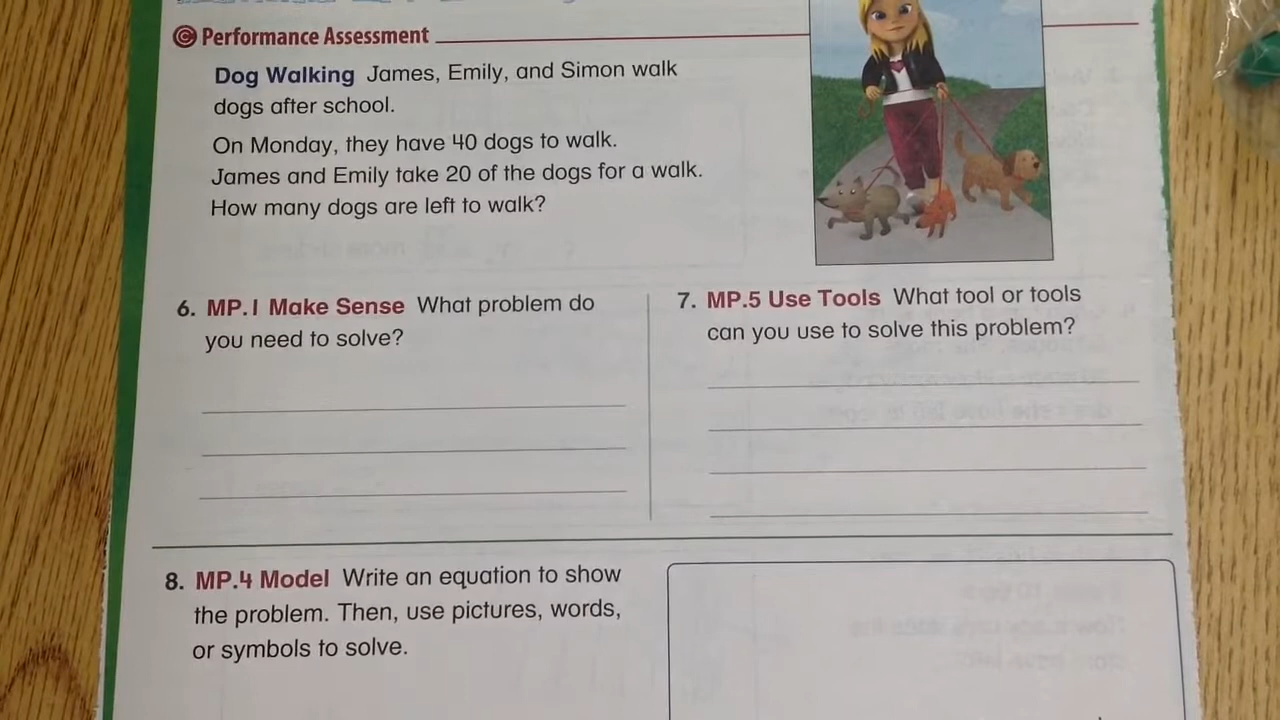 © Performance Assessment
Dog Walking James, Emily, and Simon walk
dogs after school.
On Monday, they have 40 dogs to walk.
James and Emily take 20 of the dogs for a walk.
How many dogs are left to walk?
6. MP.1 Make Sense What problem do
you need to solve?
7. MP.5 Use Tools What tool or tools
can you use to solve this problem?
8. MP.4 Model Write an equation to show
the problem. Then, use pictures, words,
or symbols to solve.